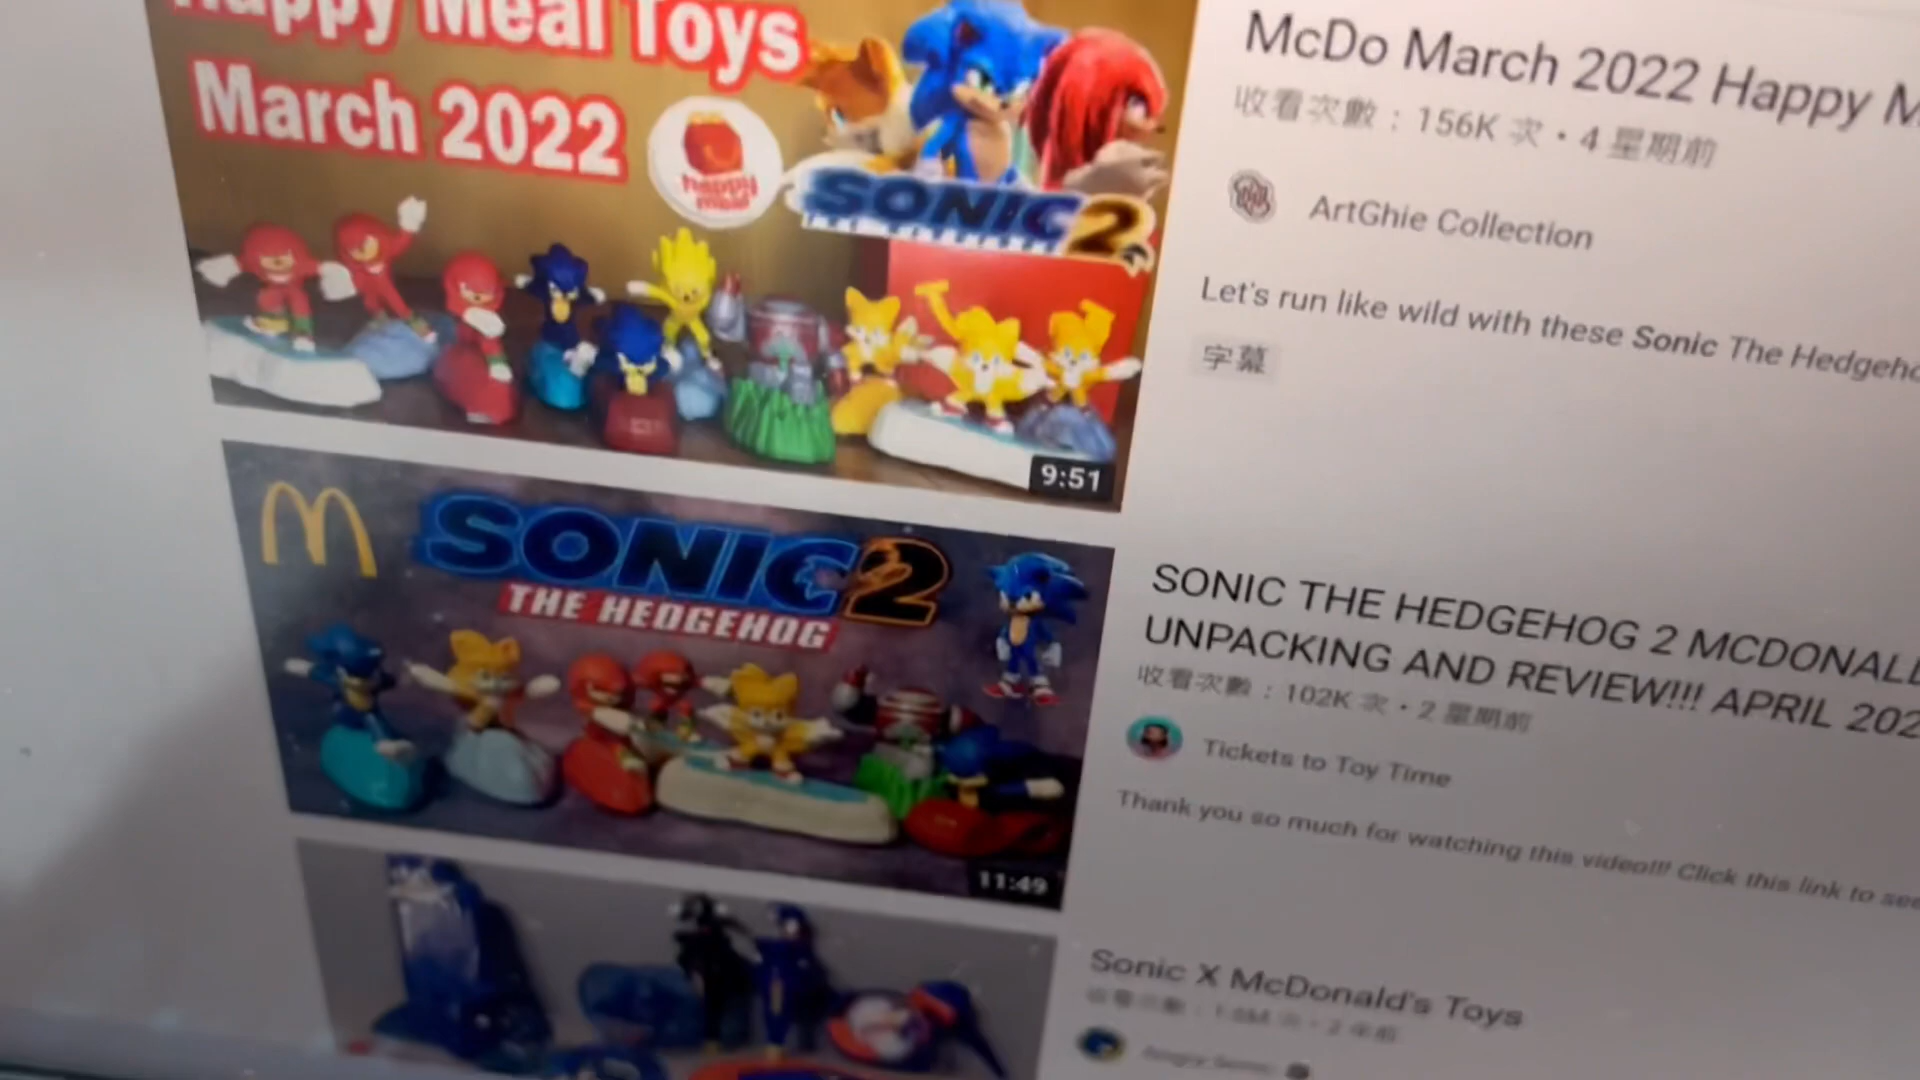 Happy Meal Toys
March 2022
happy
meal
SONIC 2
THE HEDGEHOG
9:51
McDo March 2022 Happy M
收看次數：156K 次・4 星期前
ArtGhie Collection
Let's run like wild with these Sonic The Hedgeho
字幕
SONIC 2
THE HEDGEHOG
11:49
SONIC THE HEDGEHOG 2 MCDONALD
UNPACKING AND REVIEW!!! APRIL 202
收看次數：102K 次・2 星期前
Tickets to Toy Time
Thank you so much for watching this video!!! Click this link to see
Sonic X McDonald's Toys